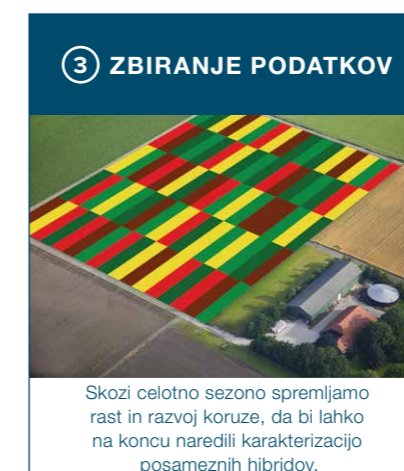 3 ZBIRANJE PODATKOV
Skozi celotno sezono spremljamo
rast in razvoj koruze, da bi lahko
na koncu naredili karakterizacijo
posameznih hibridov.